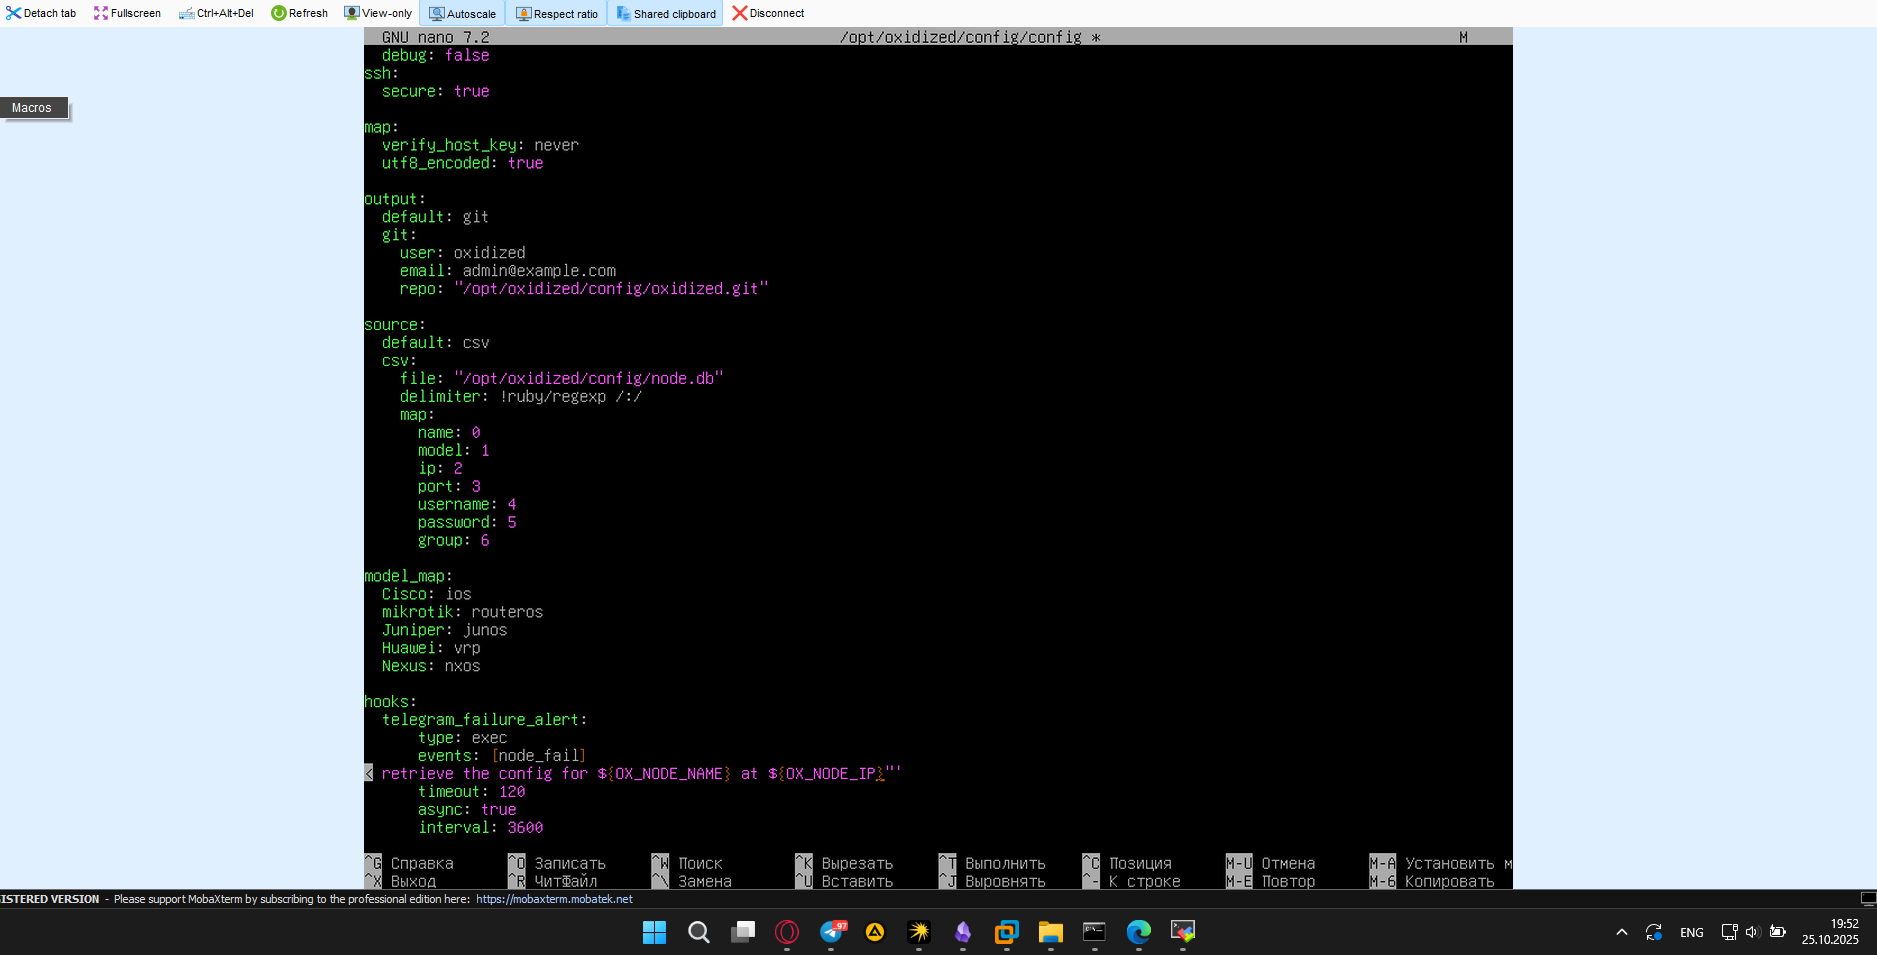 Detach tab Fullscreen Ctrl+Alt+Del Refresh View-only Autoscale Respect ratio Shared clipboard Disconnect
GNU nano 7.2 /opt/oxidized/config/config * M
debug: false
ssh:
secure: true
Macros
map:
verify_host_key: never
utf8_encoded: true
output:
default: git
git:
user: oxidized
email: admin@example.com
repo: "/opt/oxidized/config/oxidized.git"
source:
default: csv
csv:
file: "/opt/oxidized/config/node.db"
delimiter: !ruby/regexp /:/
map:
name: 0
model: 1
ip: 2
port: 3
username: 4
password: 5
group: 6
model_map:
Cisco: ios
mikrotik: routeros
Juniper: junos
Huawei: vrp
Nexus: nxos
hooks:
telegram_failure_alert:
type: exec
events: [node_fail]
< retrieve the config for ${OX_NODE_NAME} at ${OX_NODE_IP}"'
timeout: 120
async: true
interval: 3600
^G Справка ^O Записать ^W Поиск ^K Вырезать ^T Выполнить ^C Позиция M-U Отмена M-A Установить м
^X Выход ^R ЧитФайл ^\ Замена ^U Вставить ^J Выровнять ^- К строке M-E Повтор M-6 Копировать
ISTERED VERSION - Please support MobaXterm by subscribing to the professional edition here: https://mobaxterm.mobatek.net
97
ENG
19:52
25.10.2025